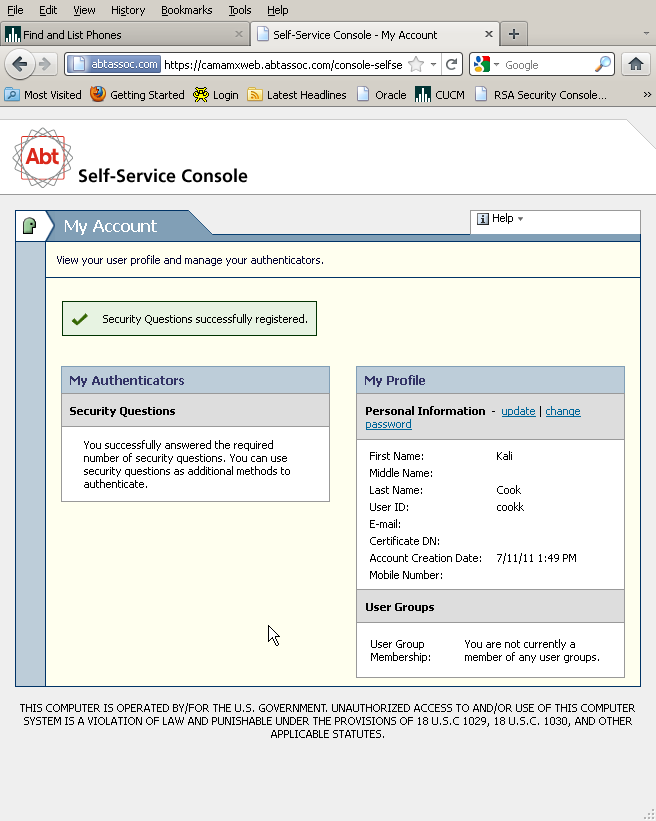 File Edit View History Bookmarks Tools Help
Find and List Phones
Self-Service Console - My Account
abtassoc.com https://camamxweb.abtassoc.com/console-selfse
Google
Most Visited Getting Started Login Latest Headlines Oracle CUCM RSA Security Console...
Abt Self-Service Console
My Account
Help
View your user profile and manage your authenticators.
Security Questions successfully registered.
My Authenticators
Security Questions
You successfully answered the required
number of security questions. You can use
security questions as additional methods to
authenticate.
My Profile
Personal Information - update | change
password
First Name: Kali
Middle Name:
Last Name: Cook
User ID: cookk
E-mail:
Certificate DN:
Account Creation Date: 7/11/11 1:49 PM
Mobile Number:
User Groups
User Group You are not currently a
Membership: member of any user groups.
THIS COMPUTER IS OPERATED BY/FOR THE U.S. GOVERNMENT. UNAUTHORIZED ACCESS TO AND/OR USE OF THIS COMPUTER
SYSTEM IS A VIOLATION OF LAW AND PUNISHABLE UNDER THE PROVISIONS OF 18 U.S.C 1029, 18 U.S.C. 1030, AND OTHER
APPLICABLE STATUTES.